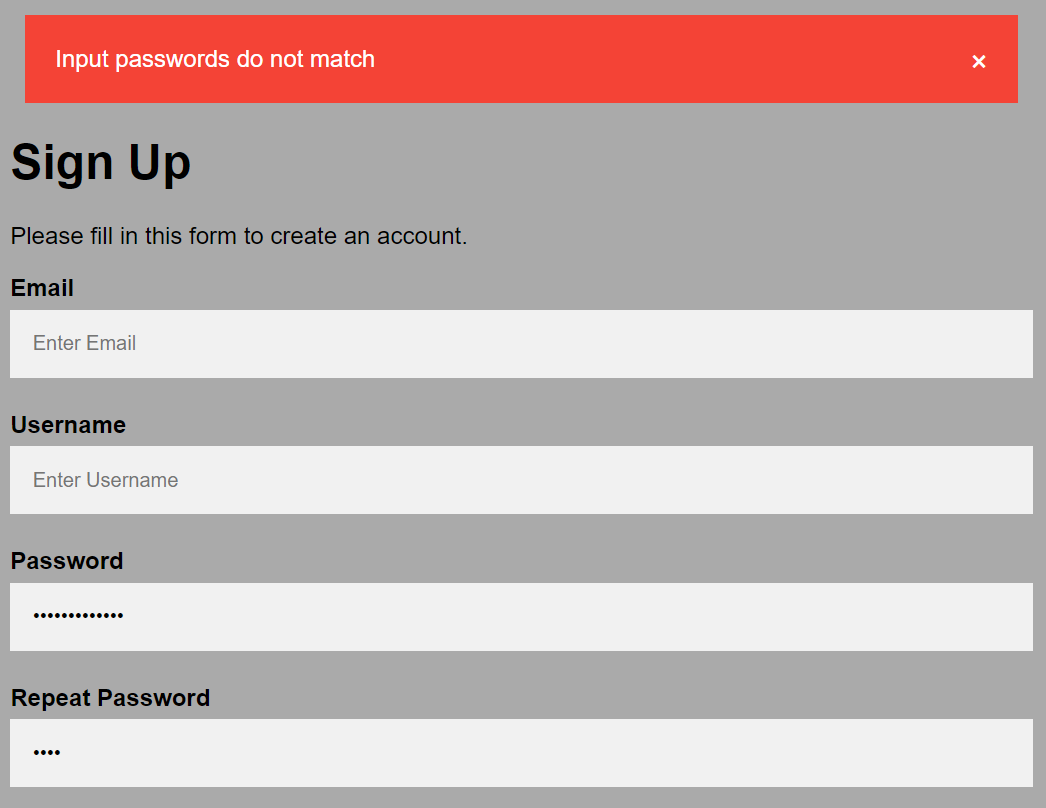 Input passwords do not match ×
Sign Up
Please fill in this form to create an account.
Email
Enter Email
Username
Enter Username
Password
•••••••••••••
Repeat Password
••••